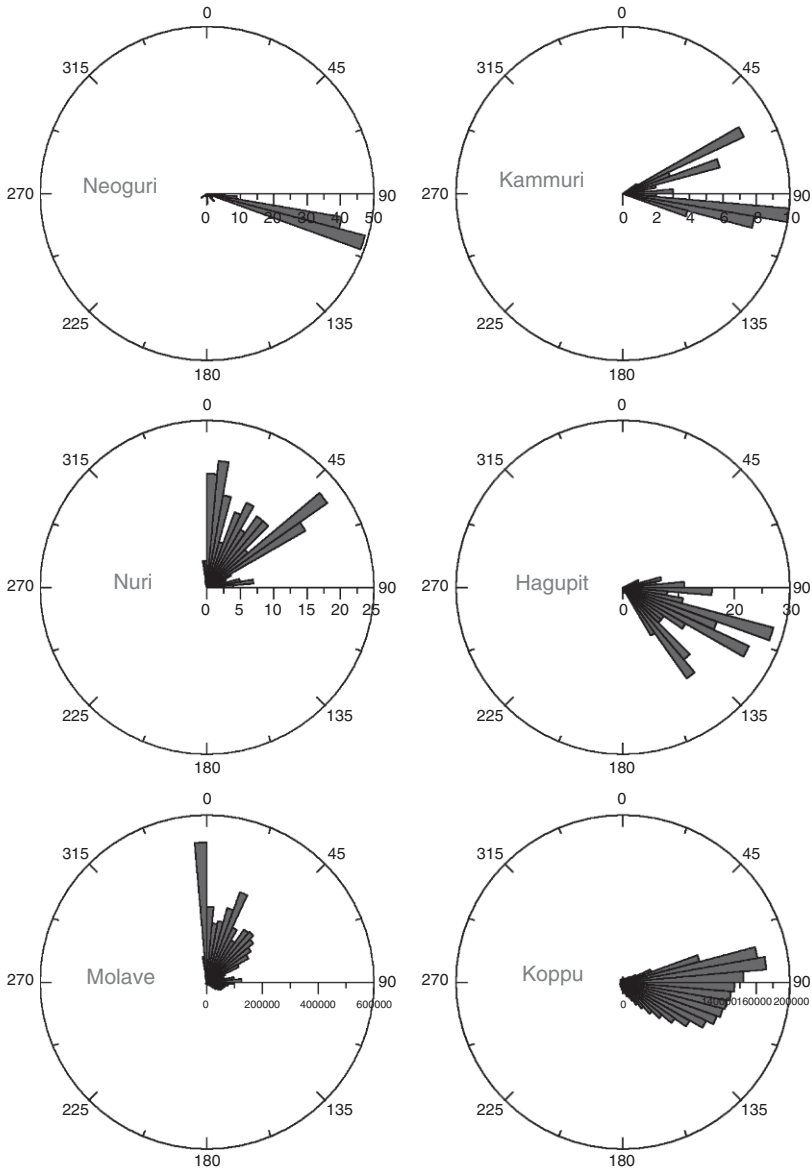 0
315 45
270 Neoguri 90
0 10 20 30 40 50
225 135
180
0
315 45
270 Kammuri 90
0 2 4 6 8 10
225 135
180
0
315 45
270 Nuri 90
0 5 10 15 20 25
225 135
180
0
315 45
270 Hagupit 90
0 20 30
225 135
180
0
315 45
270 Molave 90
0 200000 400000 600000
225 135
180
0
315 45
270 Koppu 90
0 140000 160000 200000
225 135
180